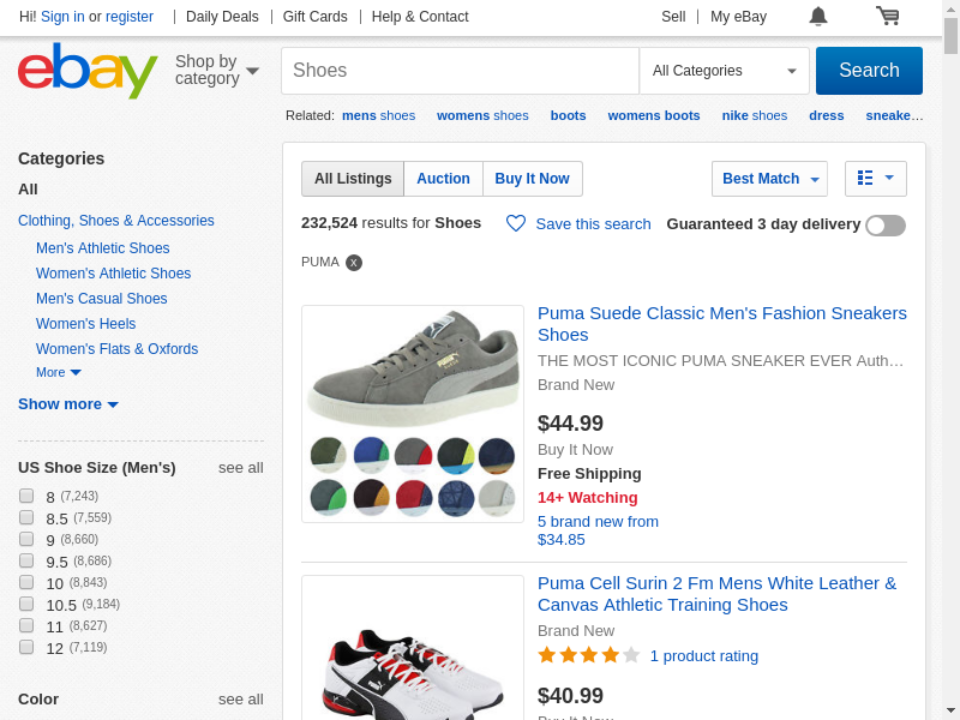 Hi! Sign in or register | Daily Deals | Gift Cards | Help & Contact Sell | My eBay
ebay
Shop by
category
Shoes
All Categories
Search
Related: mens shoes womens shoes boots womens boots nike shoes dress sneake...
Categories
All
Clothing, Shoes & Accessories
Men's Athletic Shoes
Women's Athletic Shoes
Men's Casual Shoes
Women's Heels
Women's Flats & Oxfords
More
Show more
US Shoe Size (Men's) see all
8 (7,243)
8.5 (7,559)
9 (8,660)
9.5 (8,686)
10 (8,843)
10.5 (9,184)
11 (8,627)
12 (7,119)
Color see all
All Listings Auction Buy It Now Best Match
232,524 results for Shoes Save this search Guaranteed 3 day delivery
PUMA X
Puma Suede Classic Men's Fashion Sneakers
Shoes
THE MOST ICONIC PUMA SNEAKER EVER Auth...
Brand New
$44.99
Buy It Now
Free Shipping
14+ Watching
5 brand new from
$34.85
Puma Cell Surin 2 Fm Mens White Leather &
Canvas Athletic Training Shoes
Brand New
1 product rating
$40.99
Buy It Now